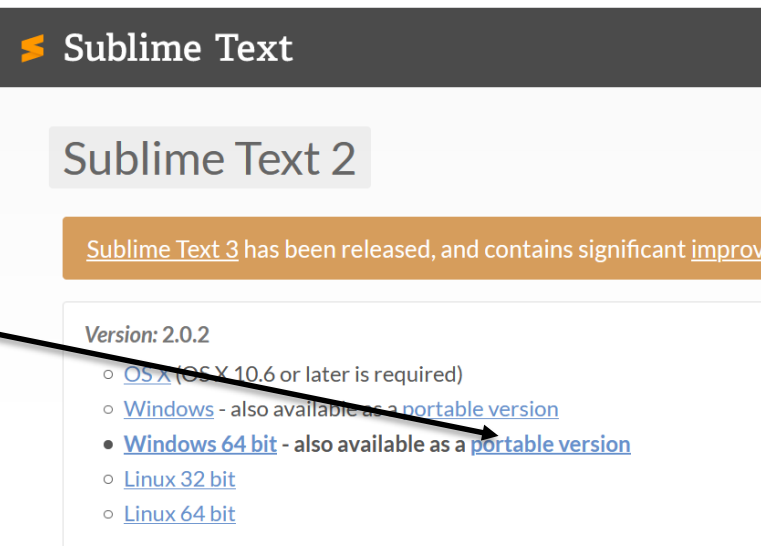 Sublime Text
Sublime Text 2
Sublime Text 3 has been released, and contains significant improv
Version: 2.0.2
OS X (OS X 10.6 or later is required)
Windows - also available as a portable version
Windows 64 bit - also available as a portable version
Linux 32 bit
Linux 64 bit